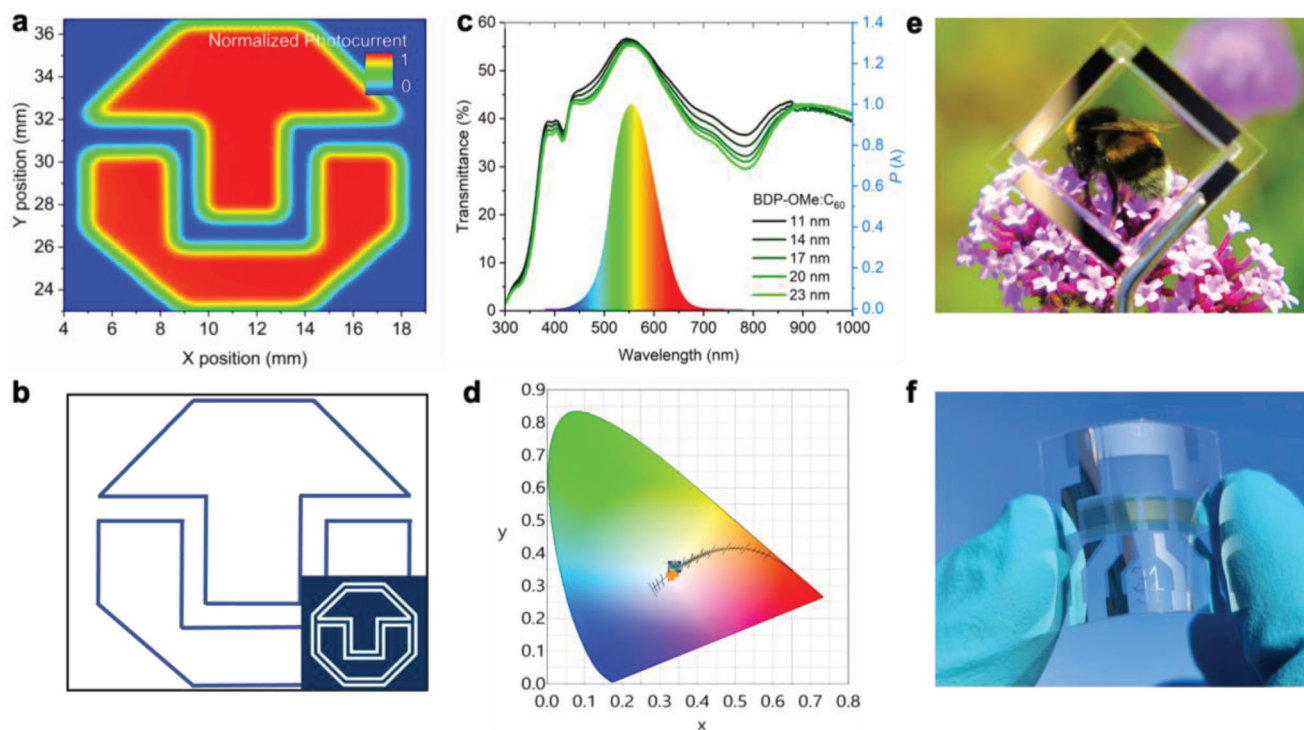 a
Normalized Photocurrent
1
0
Y position (mm)
36
34
32
30
28
26
24
4 6 8 10 12 14 16 18
X position (mm)
b
c
Transmittance (%)
60
50
40
30
20
10
0
1.4
1.2
1.0
0.8
0.6
0.4
0.2
0.0
P (λ)
BDP-OMe:C₆₀
11 nm
14 nm
17 nm
20 nm
23 nm
300 400 500 600 700 800 900 1000
Wavelength (nm)
d
y
0.9
0.8
0.7
0.6
0.5
0.4
0.3
0.2
0.1
0.0
0.0 0.1 0.2 0.3 0.4 0.5 0.6 0.7 0.8
x
e
f
31